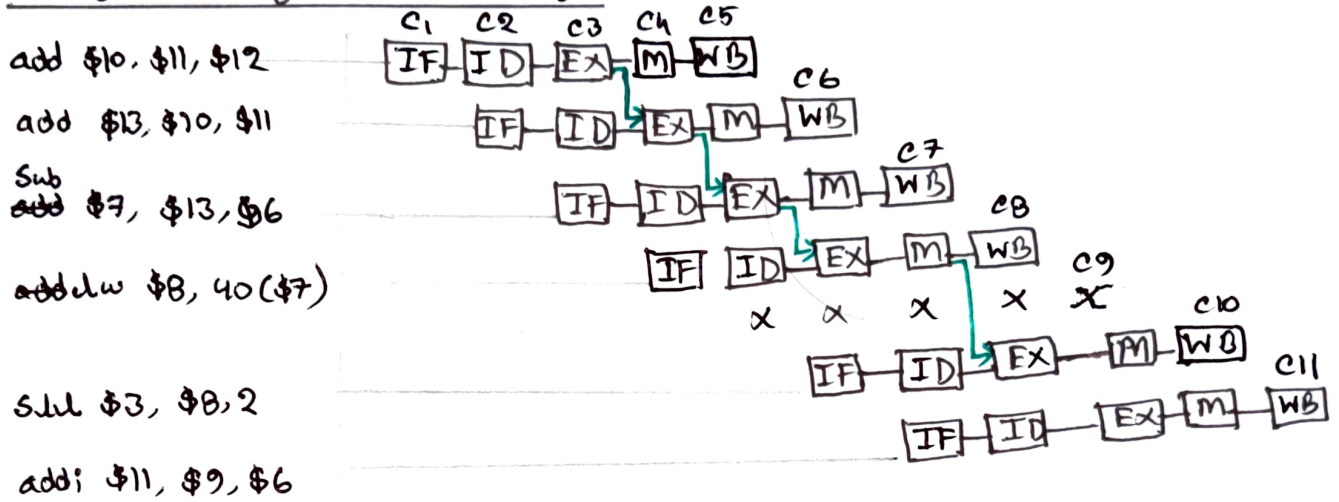 C1 C2 C3 C4 C5
add $10, $11, $12 IF ID EX M WB
C6
add $13, $10, $11 IF ID EX M WB
C7
sub
add $7, $13, $6 IF ID EX M WB
C8
add lw $8, 40($7) IF ID EX M WB
C9
x x x x x
C10
IF ID EX M WB
C11
sll $3, $8, 2
IF ID EX M WB
addi $11, $9, $6